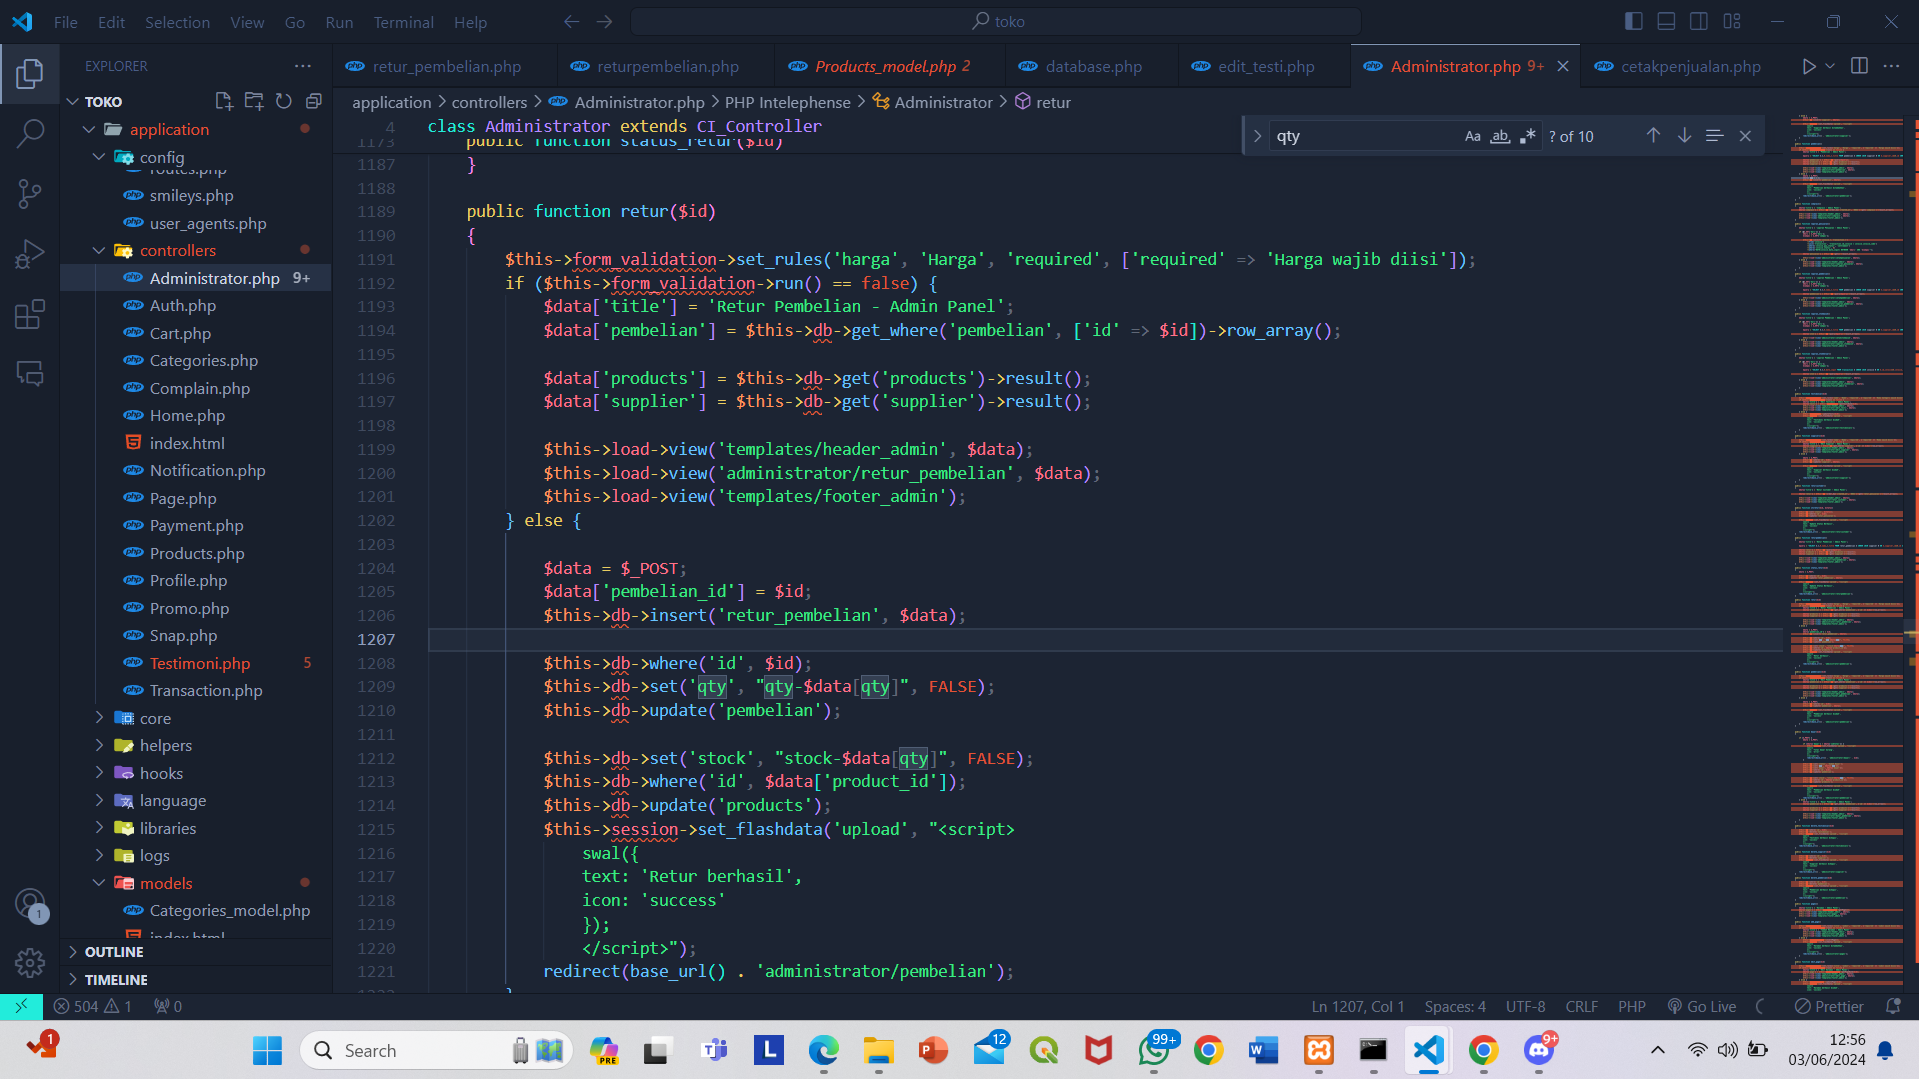 File Edit Selection View Go Run Terminal Help
toko
EXPLORER
retur_pembelian.php
returpembelian.php
Products_model.php 2
database.php
edit_testi.php
Administrator.php 9+
cetakpenjualan.php
TOKO
application
config
routes.php
smileys.php
user_agents.php
controllers
Administrator.php 9+
Auth.php
Cart.php
Categories.php
Complain.php
Home.php
index.html
Notification.php
Page.php
Payment.php
Products.php
Profile.php
Promo.php
Snap.php
Testimoni.php 5
Transaction.php
core
helpers
hooks
language
libraries
logs
models
Categories_model.php
index.html
OUTLINE
TIMELINE
application > controllers > Administrator.php > PHP Intelephense > Administrator > retur
qty
Aa ab ? of 10
4 class Administrator extends CI_Controller
1173 public function status_retur($id)
1187 }
1188
1189 public function retur($id)
1190 {
1191 $this->form_validation->set_rules('harga', 'Harga', 'required', ['required' => 'Harga wajib diisi']);
1192 if ($this->form_validation->run() == false) {
1193 $data['title'] = 'Retur Pembelian - Admin Panel';
1194 $data['pembelian'] = $this->db->get_where('pembelian', ['id' => $id])->row_array();
1195
1196 $data['products'] = $this->db->get('products')->result();
1197 $data['supplier'] = $this->db->get('supplier')->result();
1198
1199 $this->load->view('templates/header_admin', $data);
1200 $this->load->view('administrator/retur_pembelian', $data);
1201 $this->load->view('templates/footer_admin');
1202 } else {
1203
1204 $data = $_POST;
1205 $data['pembelian_id'] = $id;
1206 $this->db->insert('retur_pembelian', $data);
1207
1208 $this->db->where('id', $id);
1209 $this->db->set('qty', "qty-$data[qty]", FALSE);
1210 $this->db->update('pembelian');
1211
1212 $this->db->set('stock', "stock-$data[qty]", FALSE);
1213 $this->db->where('id', $data['product_id']);
1214 $this->db->update('products');
1215 $this->session->set_flashdata('upload', "<script>
1216 swal({
1217 text: 'Retur berhasil',
1218 icon: 'success'
1219 });
1220 </script>");
1221 redirect(base_url() . 'administrator/pembelian');
504 1 0
Ln 1207, Col 1 Spaces: 4 UTF-8 CRLF PHP Go Live Prettier
1
Search
PRE
12
99+
9+
12:56
03/06/2024